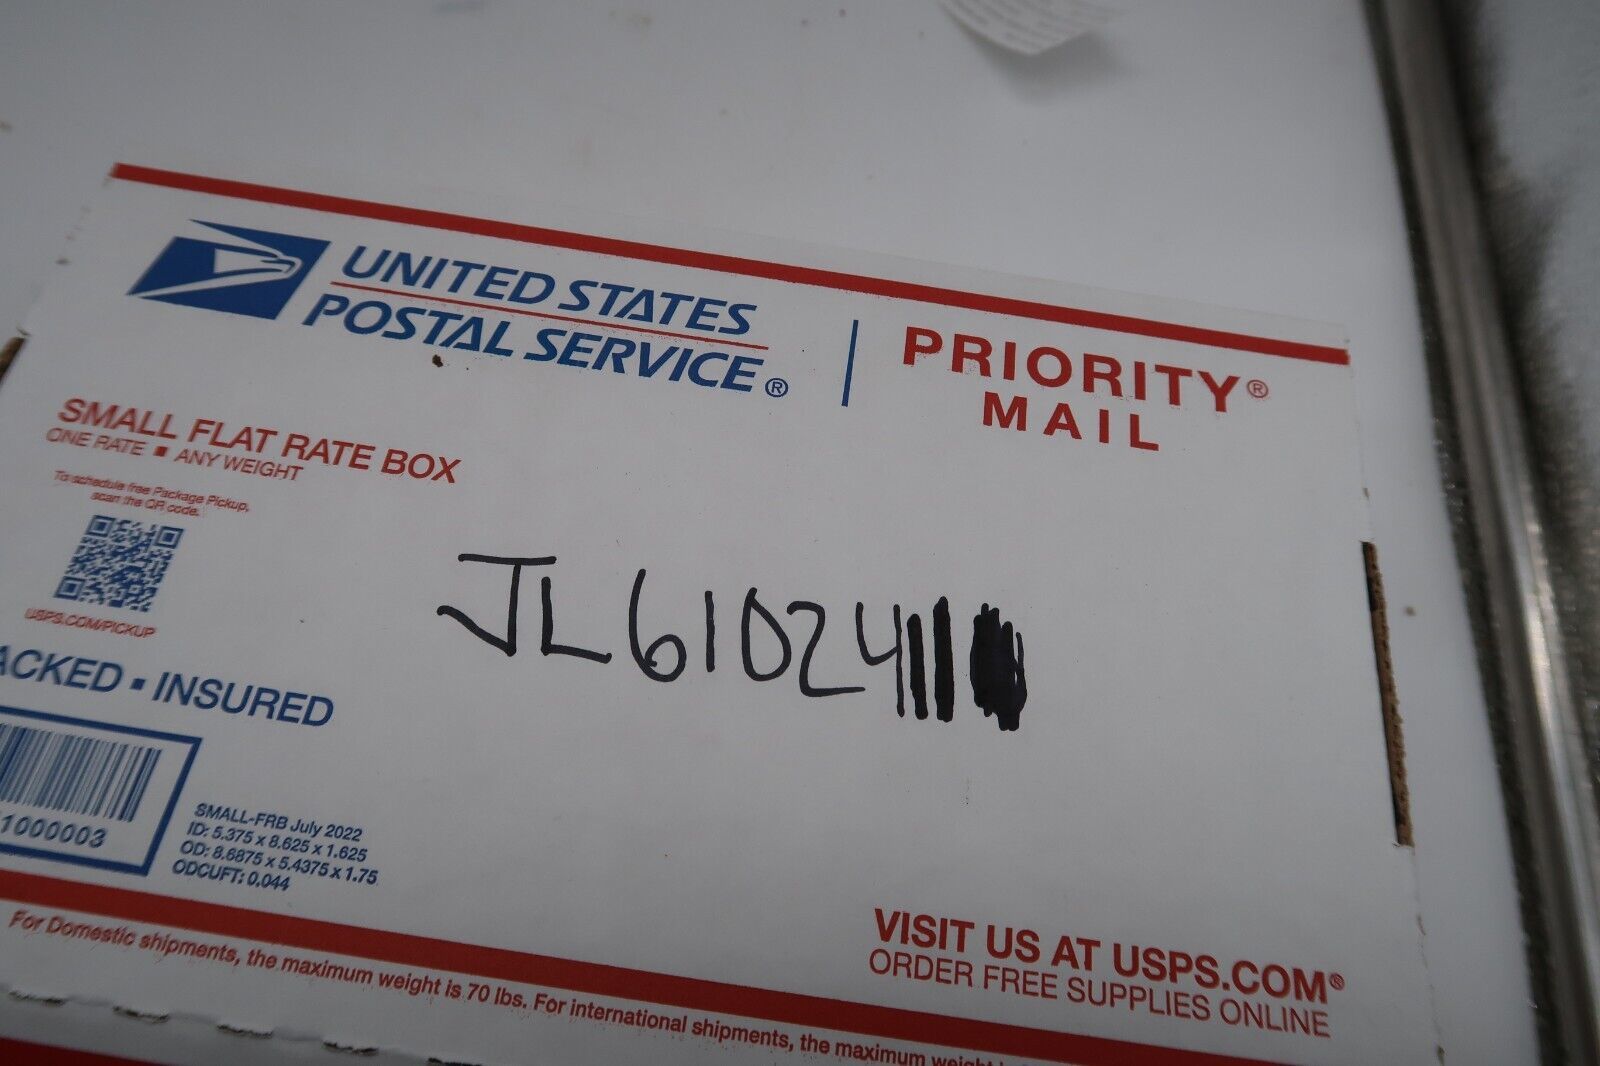 UNITED STATES
POSTAL SERVICE®
PRIORITY®
MAIL
SMALL FLAT RATE BOX
ONE RATE ■ ANY WEIGHT
To schedule free Package Pickup,
scan the QR code.
USPS.COM/PICKUP
JL61024
ACKED ▪ INSURED
1000003
SMALL-FRB July 2022
ID: 5.375 x 8.625 x 1.625
OD: 8.6875 x 5.4375 x 1.75
ODCUFT: 0.044
VISIT US AT USPS.COM®
ORDER FREE SUPPLIES ONLINE
For Domestic shipments, the maximum weight is 70 lbs. For international shipments, the maximum weight